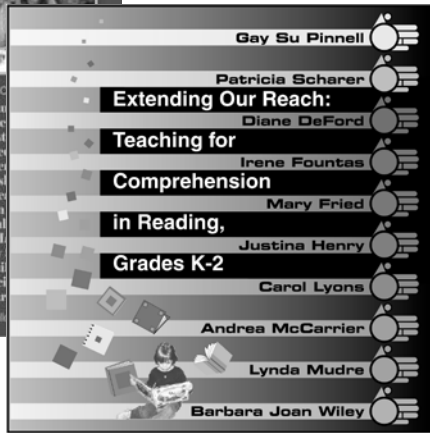 Gay Su Pinnell
Patricia Scharer
Extending Our Reach:
Diane DeFord
Teaching for
Irene Fountas
Comprehension
Mary Fried
in Reading,
Justina Henry
Grades K-2
Carol Lyons
Andrea McCarrier
Lynda Mudre
Barbara Joan Wiley